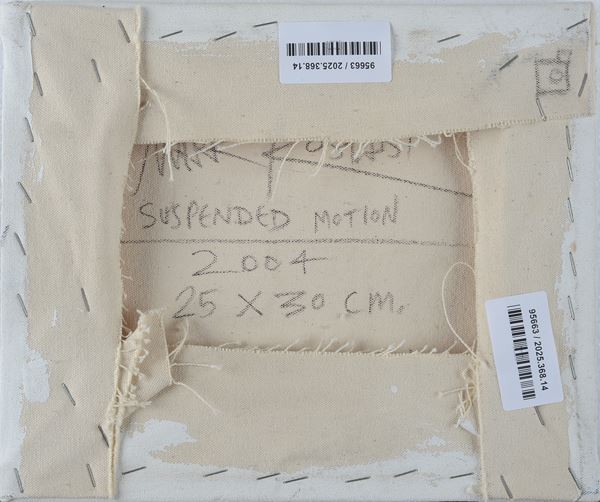 95663 / 2025.368.14
SUSPENDED MOTION
2004
25 X 30 CM.
95663 / 2025.368.14